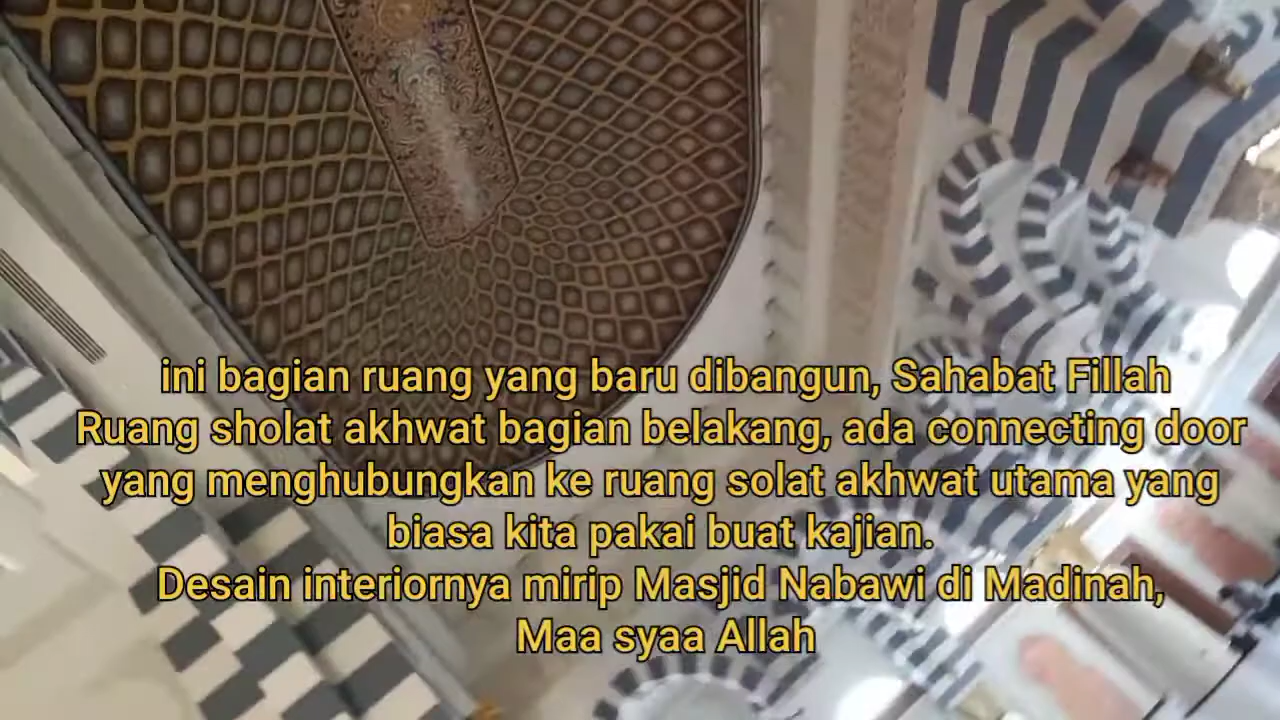 ini bagian ruang yang baru dibangun, Sahabat Fillah
Ruang sholat akhwat bagian belakang, ada connecting door
yang menghubungkan ke ruang solat akhwat utama yang
biasa kita pakai buat kajian.
Desain interiornya mirip Masjid Nabawi di Madinah,
Maa syaa Allah